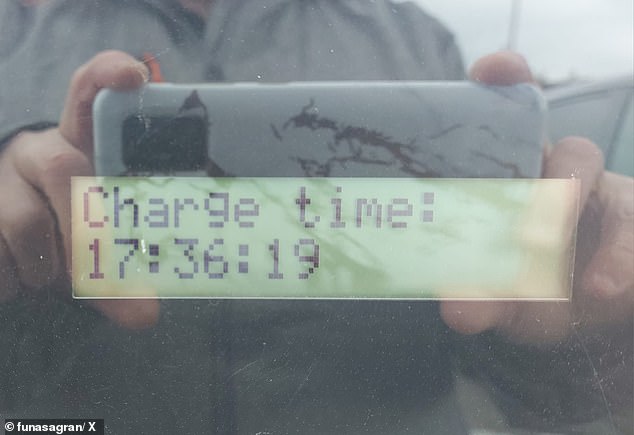 Charge time:
17:36:19
funasagran/ X